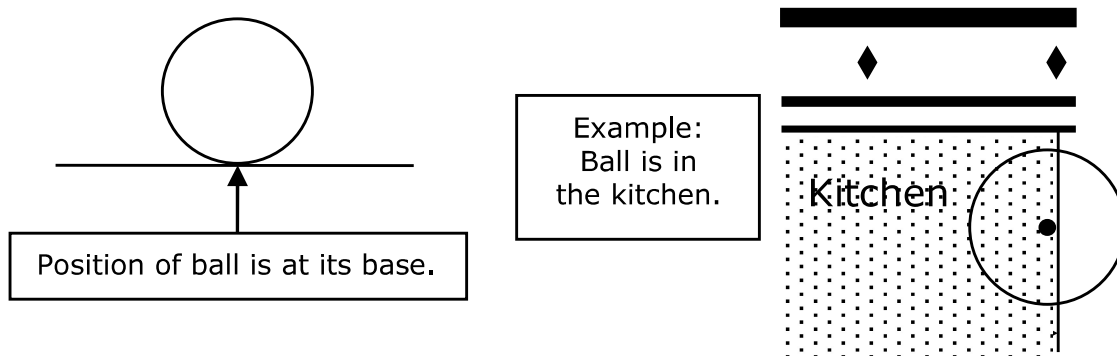 Position of ball is at its base.
Example:
Ball is in
the kitchen.
Kitchen